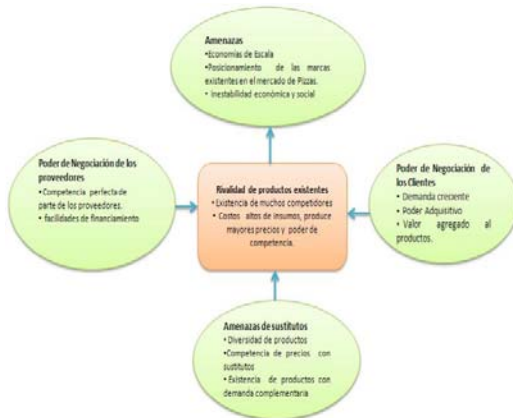 Amenazas
•Economías de Escala
•Posicionamiento de las marcas
existentes en el mercado de Pizzas.
• Inestabilidad económica y social
Poder de Negociación de los
proveedores
•Competencia perfecta de
parte de los proveedores.
• facilidades de financiamiento
Rivalidad de productos existentes
• Existencia de muchos competidores
• Costos altos de insumos, produce
mayores precios y poder de
competencia.
Poder de Negociación de
los Clientes
• Demanda creciente
• Poder Adquisitivo
• Valor agregado al
productos.
Amenazas de sustitutos
• Diversidad de productos
•Competencia de precios con
sustitutos
• Existencia de productos con
demanda complementaria